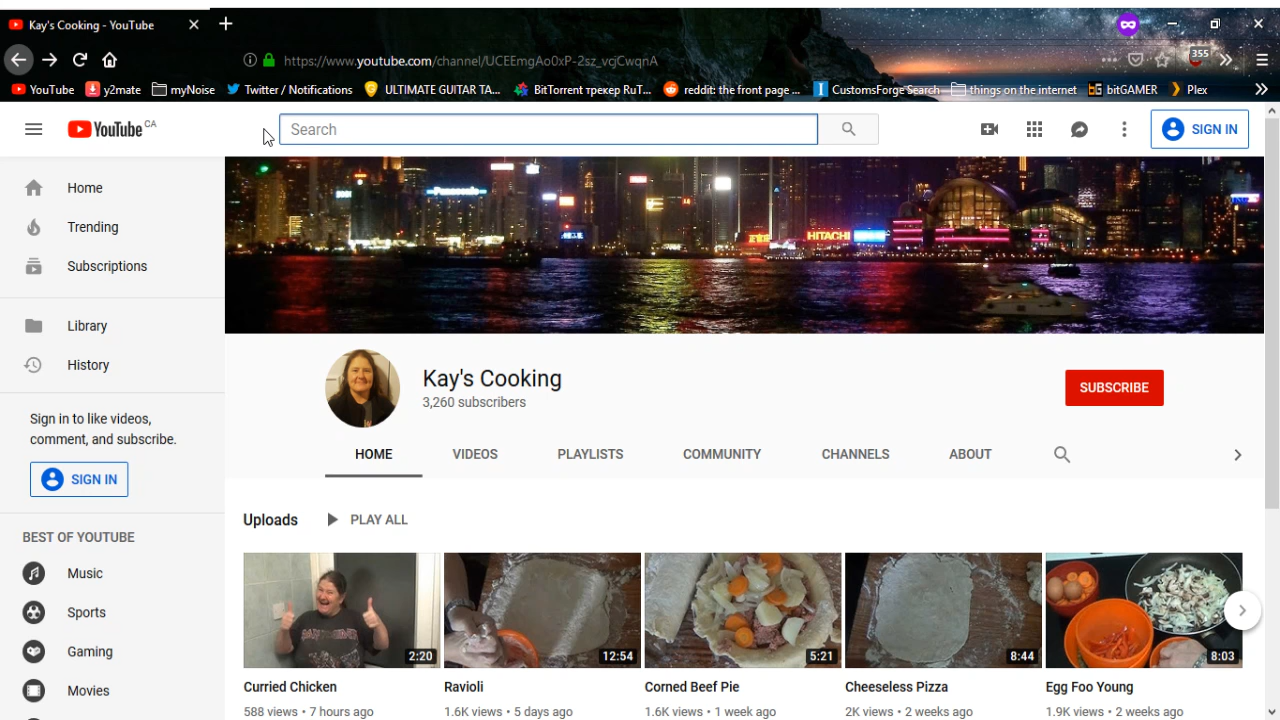 Kay's Cooking - YouTube
https://www.youtube.com/channel/UCEEmgAo0xP-2sz_vcjCwqnA
355
YouTube y2mate myNoise Twitter / Notifications ULTIMATE GUITAR TA... BitTorrent трекер RuT... reddit: the front page ... CustomsForge Search things on the internet bitGAMER Plex
YouTube CA
Search
SIGN IN
Home
Trending
Subscriptions
Library
History
Sign in to like videos,
comment, and subscribe.
SIGN IN
BEST OF YOUTUBE
Music
Sports
Gaming
Movies
Panasonic
HITACHI
Kay's Cooking
3,260 subscribers
SUBSCRIBE
HOME VIDEOS PLAYLISTS COMMUNITY CHANNELS ABOUT
Uploads PLAY ALL
2:20 12:54 5:21 8:44 8:03
Curried Chicken Ravioli Corned Beef Pie Cheeseless Pizza Egg Foo Young
588 views • 7 hours ago 1.6K views • 5 days ago 1.6K views • 1 week ago 2K views • 2 weeks ago 1.9K views • 2 weeks ago